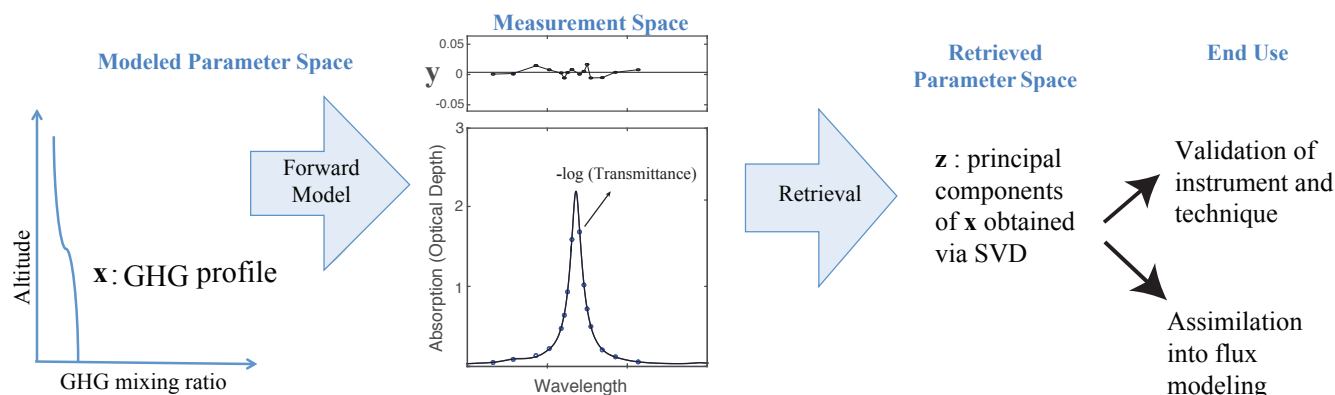 Modeled Parameter Space
Altitude
x: GHG profile
GHG mixing ratio
Forward
Model
Measurement Space
y
0.05
0
-0.05
Absorption (Optical Depth)
3
2
1
-log (Transmittance)
Wavelength
Retrieval
Retrieved
Parameter Space
z : principal
components
of x obtained
via SVD
End Use
Validation of
instrument and
technique
Assimilation
into flux
modeling